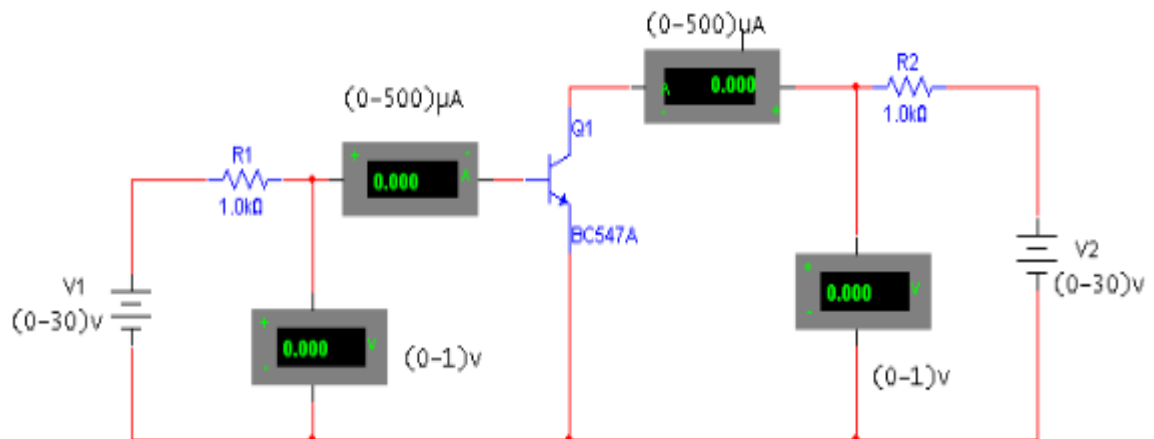 (0-500)µA
R2
A
0.000
1.0kΩ
(0-500)µA
Q1
R1
0.000
A
1.0kΩ
BC547A
V1
(0-30)v
V2
(0-30)v
0.000
V
0.000
V
(0-1)v
(0-1)v